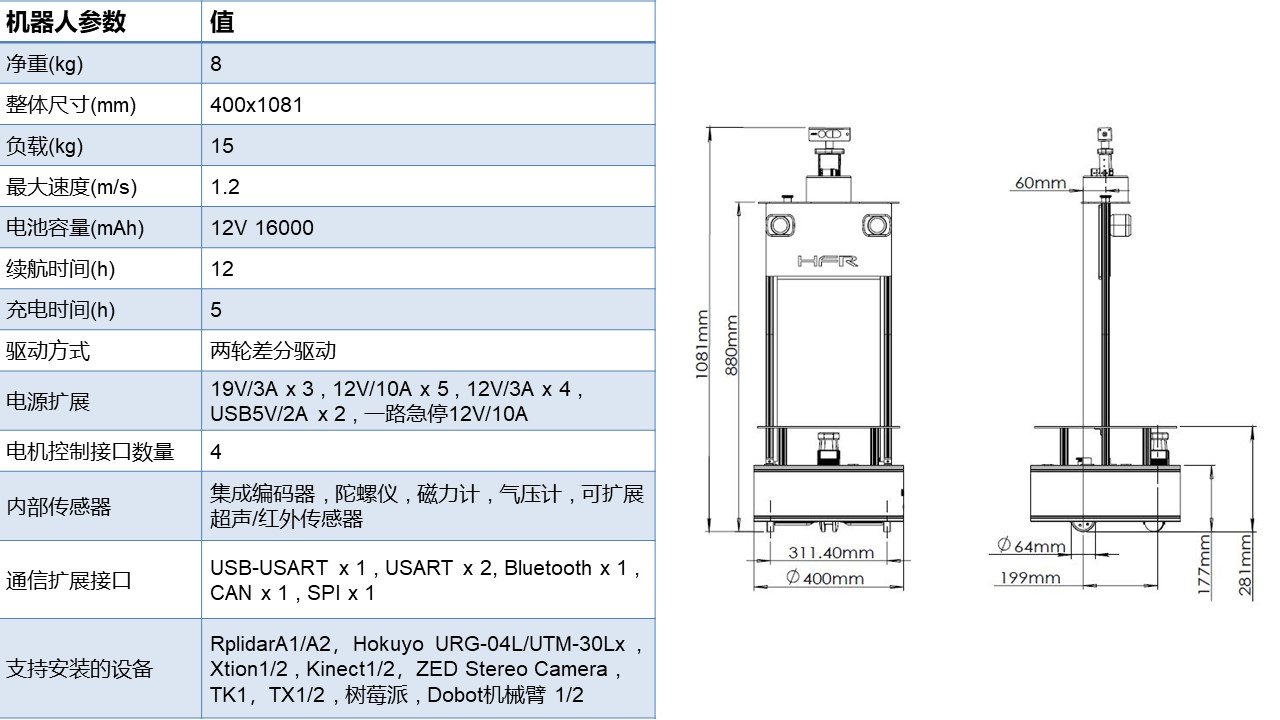 机器人参数 值
净重(kg) 8
整体尺寸(mm) 400x1081
负载(kg) 15
最大速度(m/s) 1.2
电池容量(mAh) 12V 16000
续航时间(h) 12
充电时间(h) 5
驱动方式 两轮差分驱动
电源扩展 19V/3A x 3 , 12V/10A x 5 , 12V/3A x 4 ,
USB5V/2A x 2 , 一路急停12V/10A
电机控制接口数量 4
内部传感器 集成编码器 , 陀螺仪 , 磁力计 , 气压计 , 可扩展
超声/红外传感器
通信扩展接口 USB-USART x 1 , USART x 2, Bluetooth x 1 ,
CAN x 1 , SPI x 1
支持安装的设备 RplidarA1/A2, Hokuyo URG-04L/UTM-30Lx ,
Xtion1/2 , Kinect1/2, ZED Stereo Camera ,
TK1, TX1/2 , 树莓派 , Dobot机械臂 1/2
HFR
1081mm
880mm
311.40mm
∅400mm
60mm
∅64mm
199mm
177mm
281mm